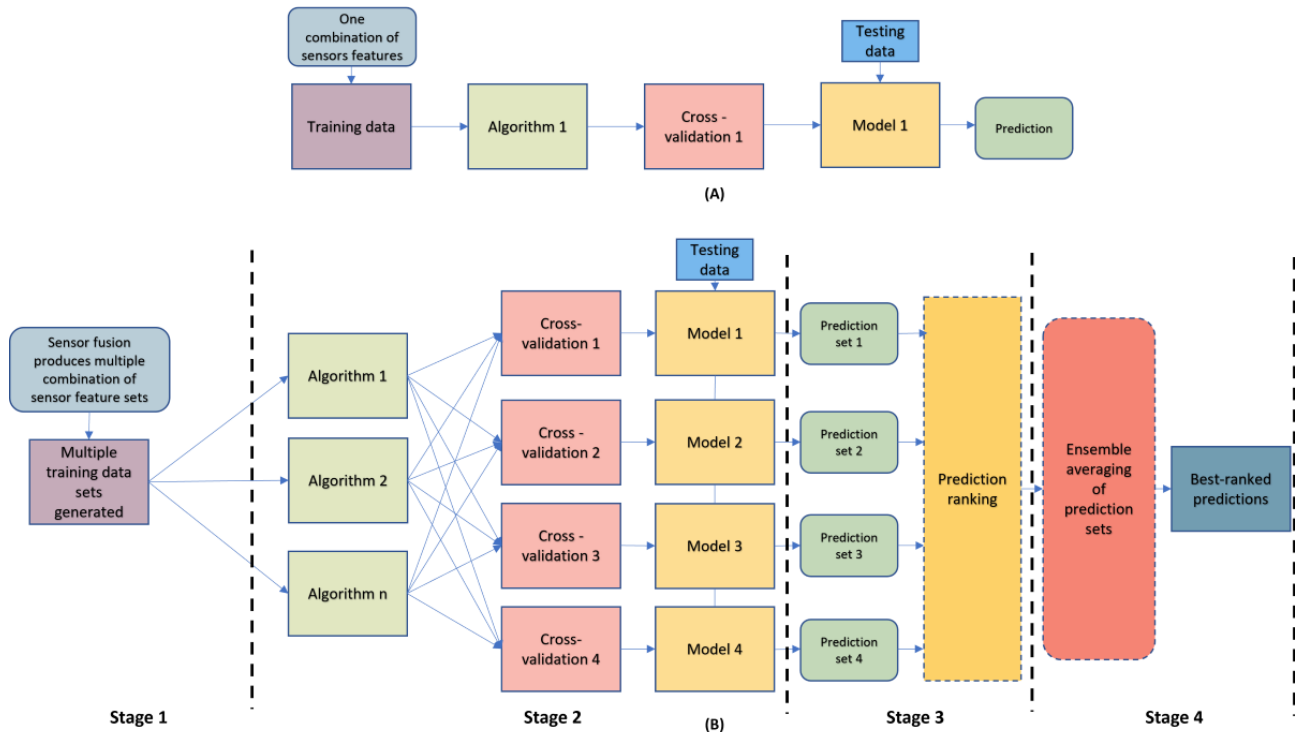 One
combination of
sensors features
Testing
data
Training data
Algorithm 1
Cross -
validation 1
Model 1
Prediction
(A)
Sensor fusion
produces multiple
combination of
sensor feature sets
Multiple
training data
sets
generated
Algorithm 1
Algorithm 2
Algorithm n
Cross-
validation 1
Cross -
validation 2
Cross -
validation 3
Cross-
validation 4
Testing
data
Model 1
Model 2
Model 3
Model 4
Prediction
set 1
Prediction
set 2
Prediction
set 3
Prediction
set 4
Prediction
ranking
Ensemble
averaging
of
prediction
sets
Best-ranked
predictions
Stage 1
Stage 2
(B)
Stage 3
Stage 4